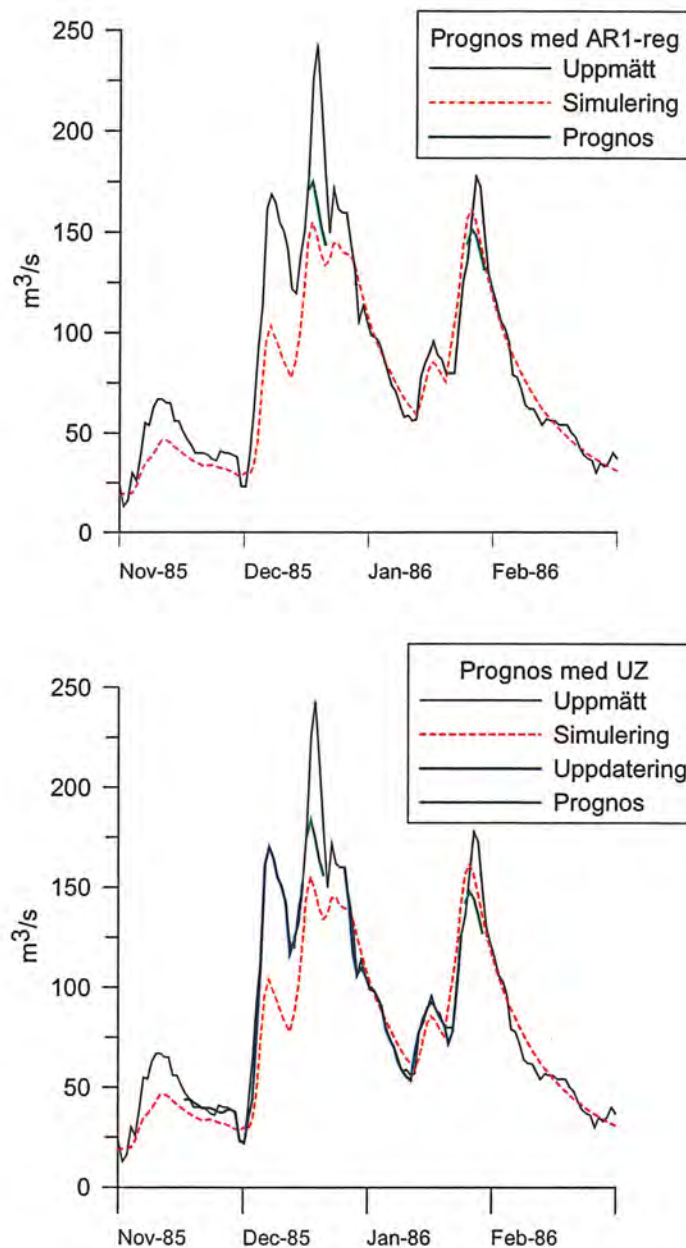 250
200
150
100
50
0
m³/s
Nov-85 Dec-85 Jan-86 Feb-86
Prognos med AR1-reg
Uppmätt
Simulering
Prognos
250
200
150
100
50
0
m³/s
Nov-85 Dec-85 Jan-86 Feb-86
Prognos med UZ
Uppmätt
Simulering
Uppdatering
Prognos